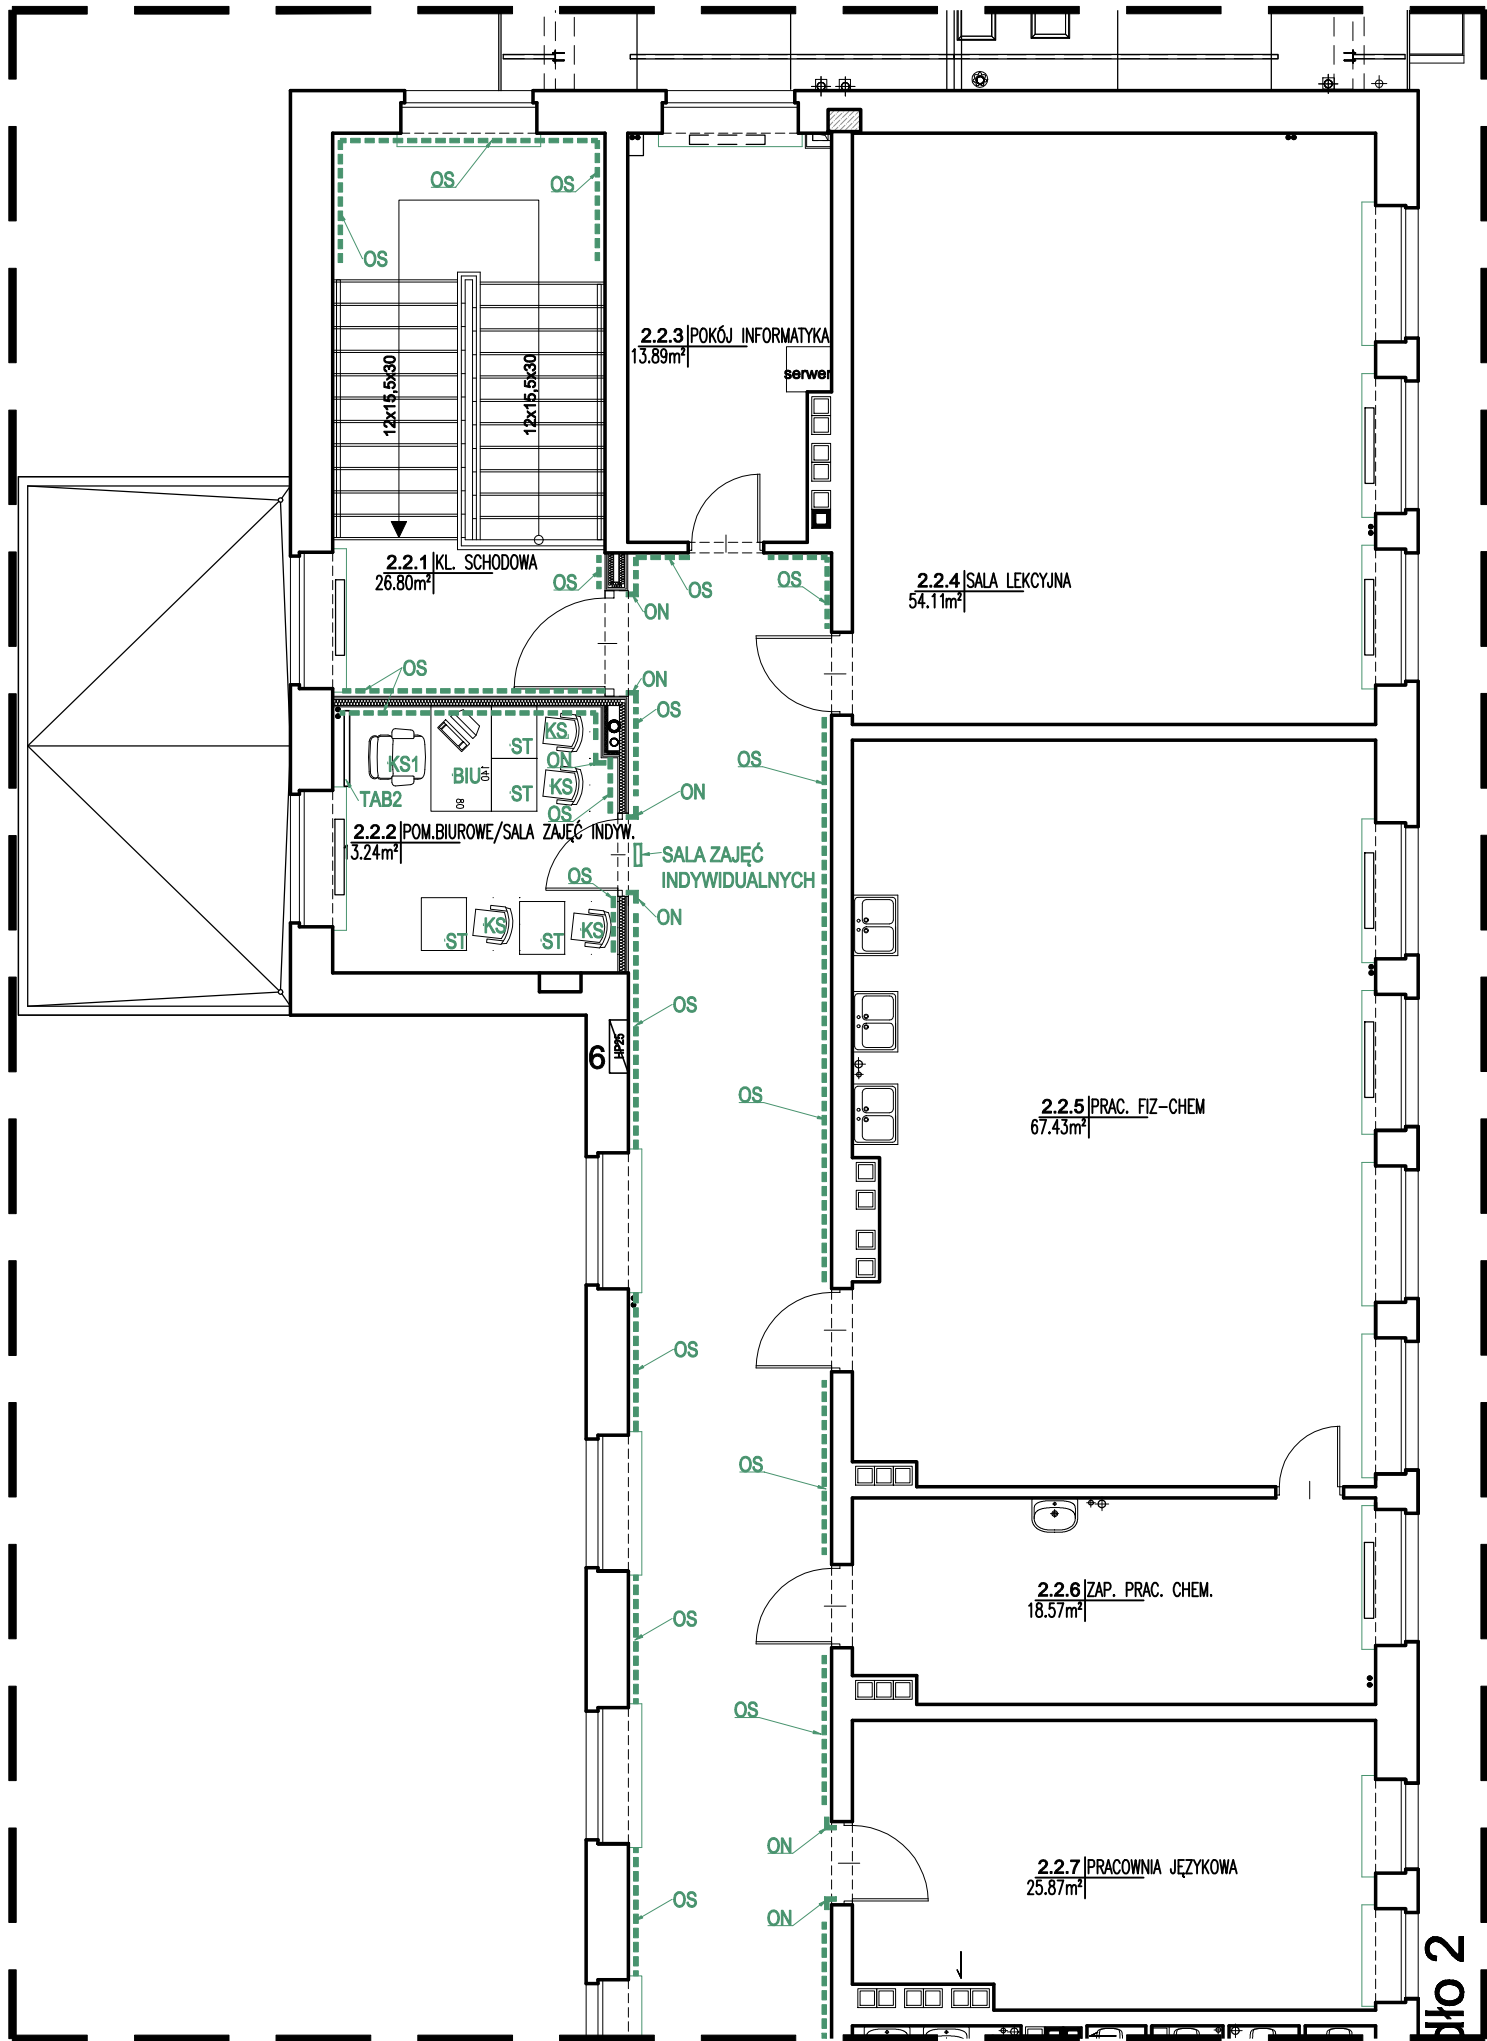 OS
OS
OS
2.2.3 POKÓJ INFORMATYKA
13.89m²
serwer
12x15,5x30
12x15,5x30
2.2.1 KL. SCHODOWA
26.80m²
OS
OS
OS
ON
2.2.4 SALA LEKCYJNA
54.11m²
OS
ON
OS
KS
ST
ON
KS1
BIU
140
80
ST
KS
OS
TAB2
OS
ON
2.2.2 POM.BIUROWE/SALA ZAJĘĆ INDYW.
3.24m²
SALA ZAJĘĆ
INDYWIDUALNYCH
OS
ON
ST
KS
ST
KS
OS
6
HP25
OS
2.2.5 PRAC. FIZ-CHEM
67.43m²
OS
OS
2.2.6 ZAP. PRAC. CHEM.
18.57m²
OS
OS
ON
2.2.7 PRACOWNIA JĘZYKOWA
25.87m²
OS
ON
dło 2